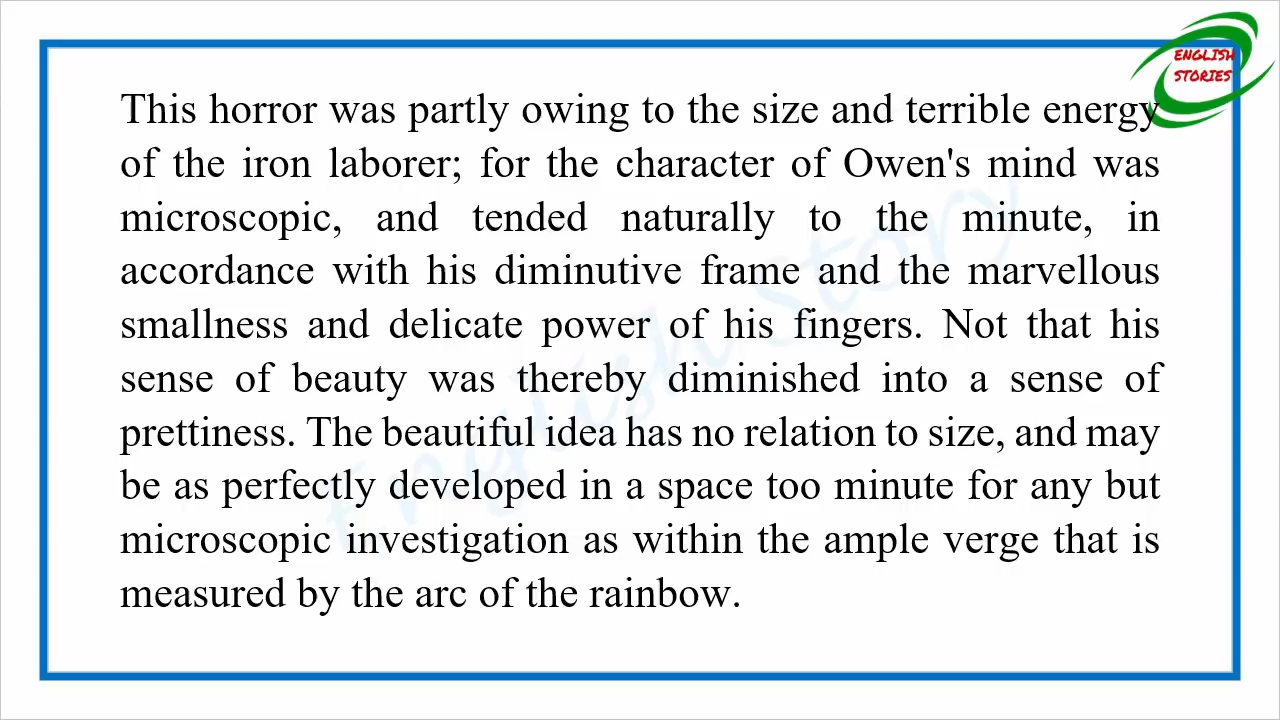 ENGLISH
STORIES
This horror was partly owing to the size and terrible energy
of the iron laborer; for the character of Owen's mind was
microscopic, and tended naturally to the minute, in
accordance with his diminutive frame and the marvellous
smallness and delicate power of his fingers. Not that his
sense of beauty was thereby diminished into a sense of
prettiness. The beautiful idea has no relation to size, and may
be as perfectly developed in a space too minute for any but
microscopic investigation as within the ample verge that is
measured by the arc of the rainbow.
English Story